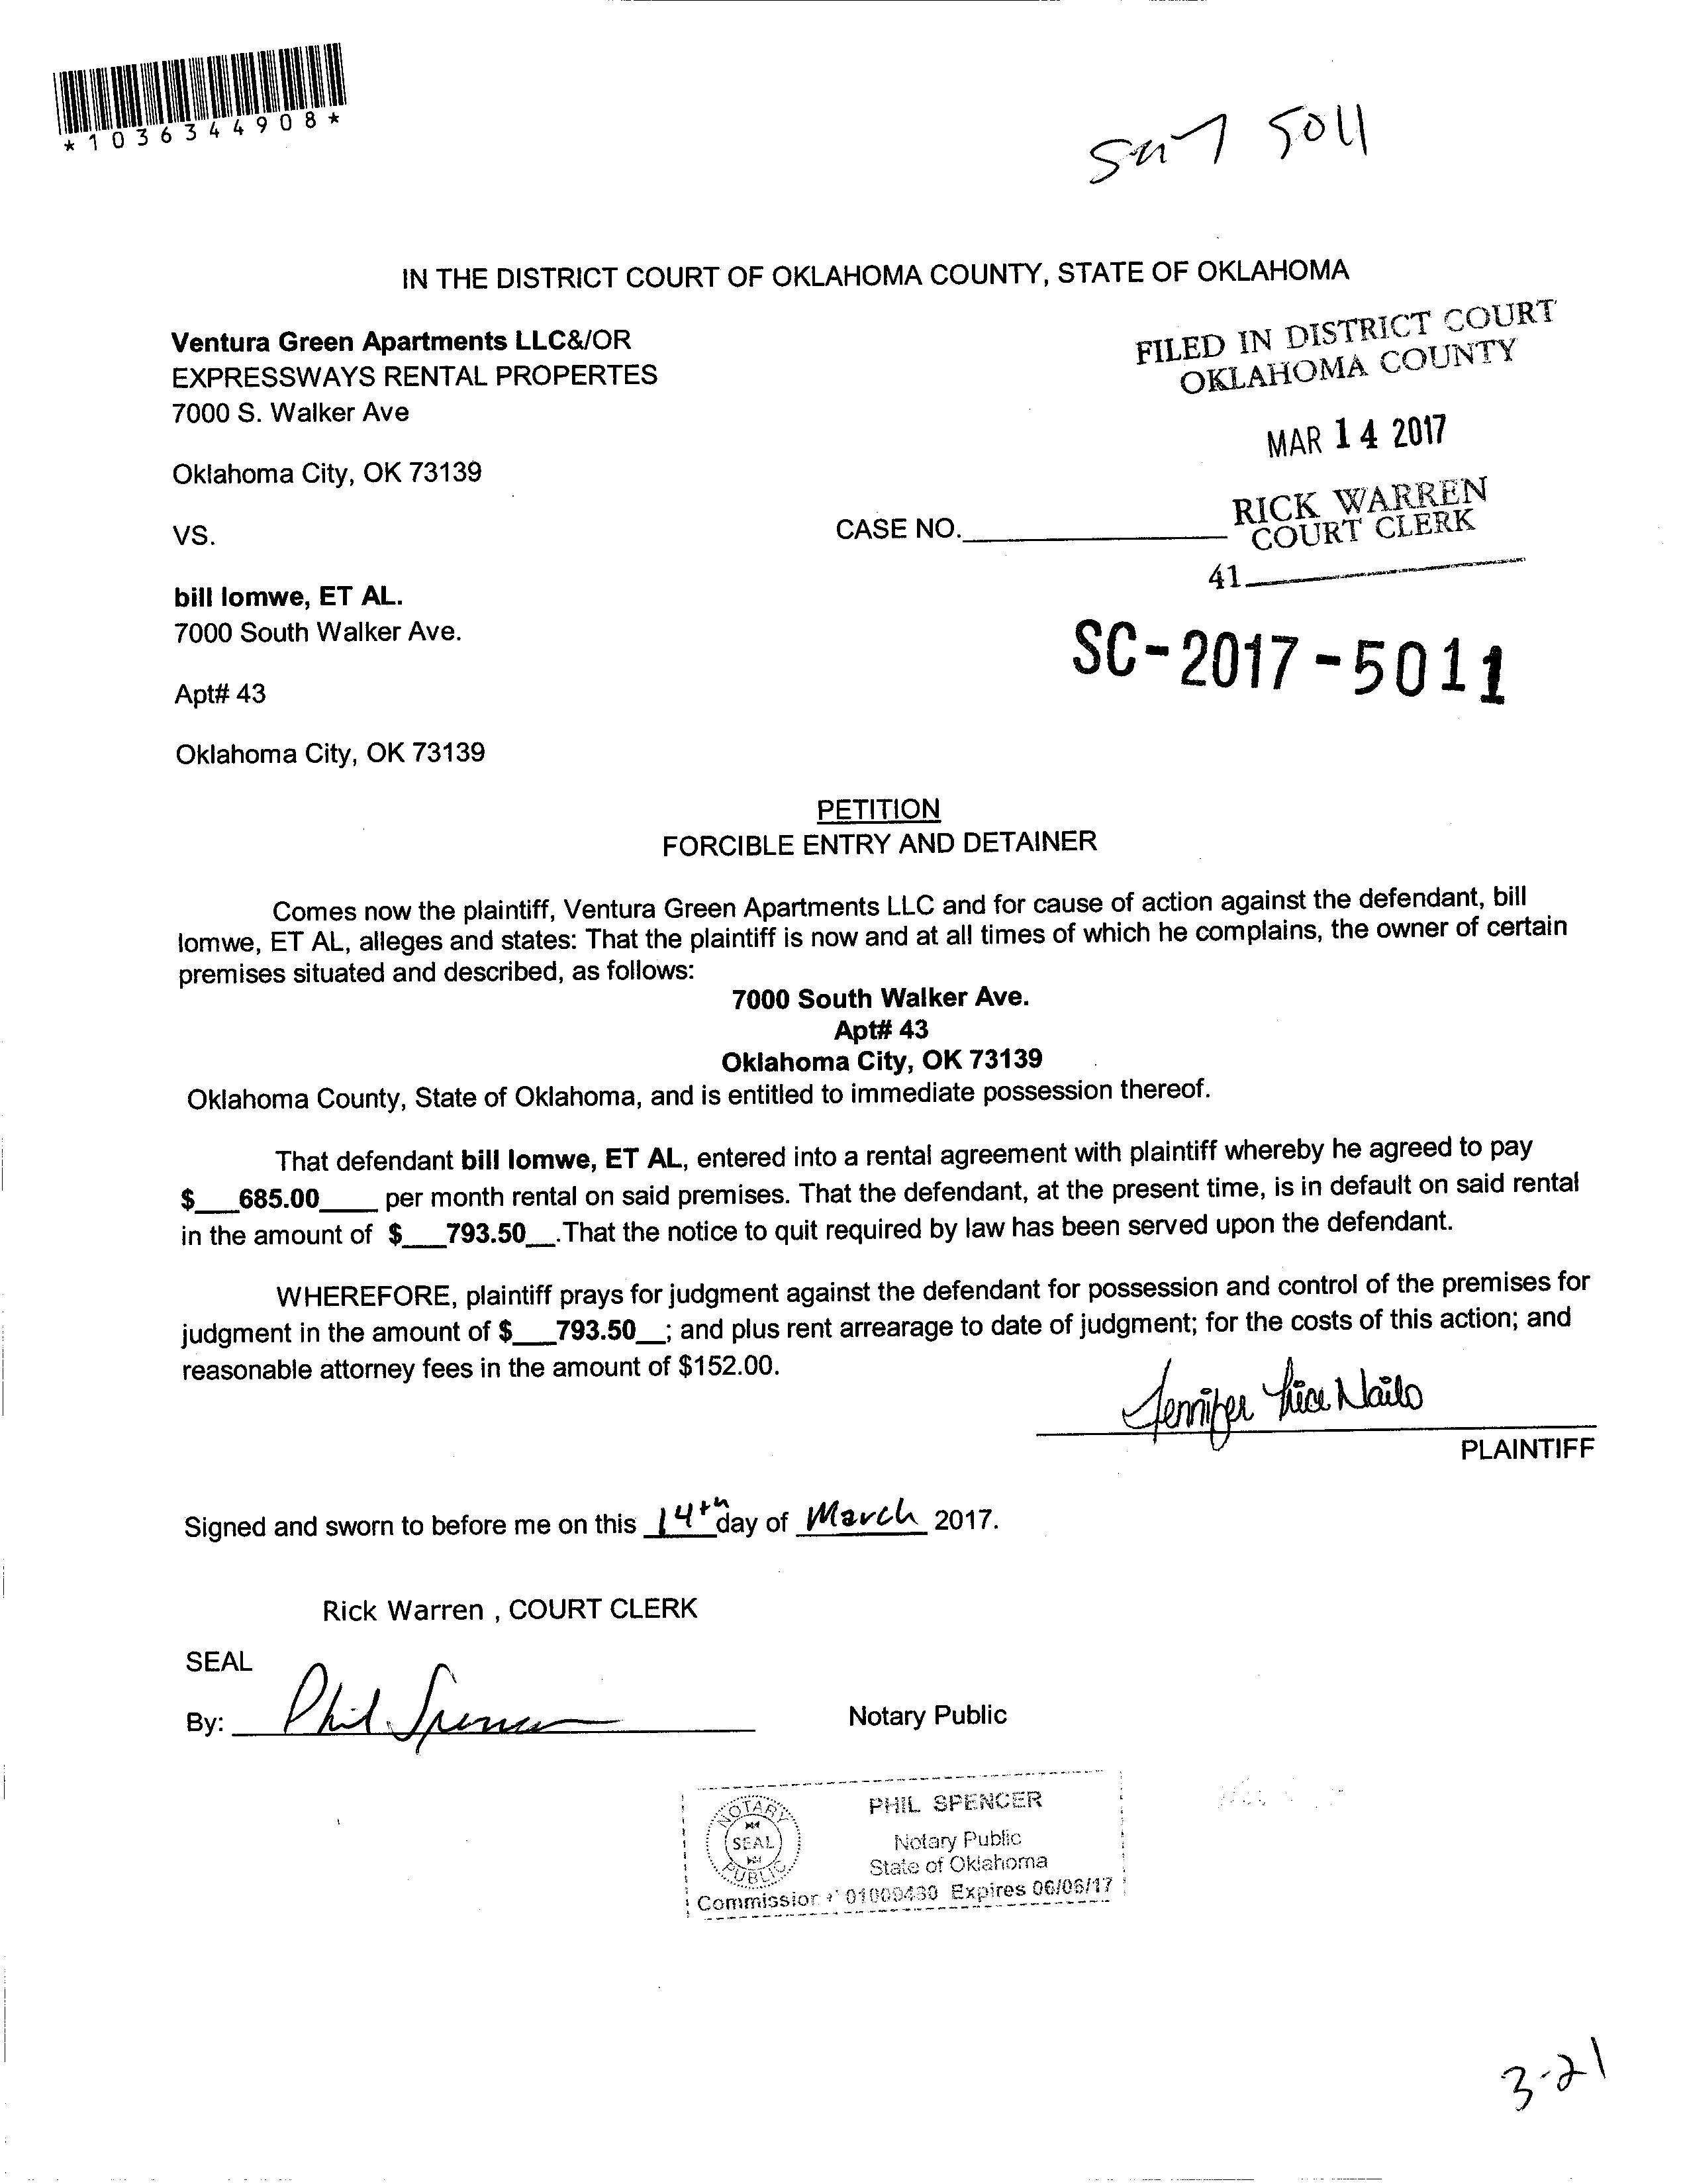 *1036344908*
5011
IN THE DISTRICT COURT OF OKLAHOMA COUNTY, STATE OF OKLAHOMA
Ventura Green Apartments LLC&/OR
EXPRESSWAYS RENTAL PROPERTES
7000 S. Walker Ave
Oklahoma City, OK 73139
VS.
bill lomwe, ET AL.
7000 South Walker Ave.
Apt# 43
Oklahoma City, OK 73139
FILED IN DISTRICT COURT
OKLAHOMA COUNTY
MAR 14 2017
RICK WARREN
COURT CLERK
41
CASE NO.
SC-2017-5011
PETITION
FORCIBLE ENTRY AND DETAINER
Comes now the plaintiff, Ventura Green Apartments LLC and for cause of action against the defendant, bill
lomwe, ET AL, alleges and states: That the plaintiff is now and at all times of which he complains, the owner of certain
premises situated and described, as follows:
7000 South Walker Ave.
Apt# 43
Oklahoma City, OK 73139
Oklahoma County, State of Oklahoma, and is entitled to immediate possession thereof.
That defendant bill lomwe, ET AL, entered into a rental agreement with plaintiff whereby he agreed to pay
$___685.00____ per month rental on said premises. That the defendant, at the present time, is in default on said rental
in the amount of $___793.50__.That the notice to quit required by law has been served upon the defendant.
WHEREFORE, plaintiff prays for judgment against the defendant for possession and control of the premises for
judgment in the amount of $___793.50__; and plus rent arrearage to date of judgment; for the costs of this action; and
reasonable attorney fees in the amount of $152.00.
Jennifer
PLAINTIFF
Signed and sworn to before me on this 14th day of March 2017.
Rick Warren , COURT CLERK
SEAL
By: Phil Spencer
Notary Public
NOTARY
SEAL
PUBLIC
PHIL SPENCER
Notary Public
State of Oklahoma
Expires 06/06/17
3-21